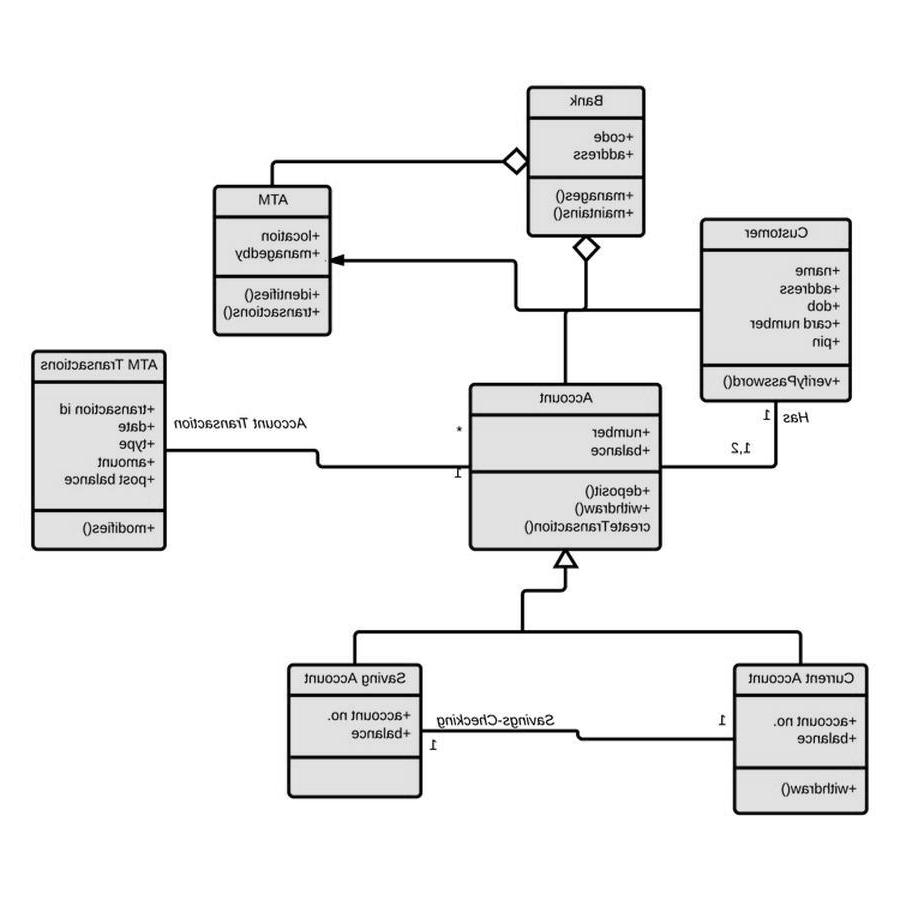 Bank
+code
+address
+manages()
+maintains()
ATM
+location
+managedby
+identifies()
+transactions()
Customer
+name
+address
+dob
+card number
+pin
+verifyPassword()
1
Has
1,2
ATM Transactions
+transaction id
+date
+type
+amount
+post balance
+modifies()
Account Transaction
*
1
Account
+number
+balance
+deposit()
+withdraw()
createTransaction()
Saving Account
+account no.
+balance
Savings-Checking
1
1
Current Account
+account no.
+balance
+withdraw()